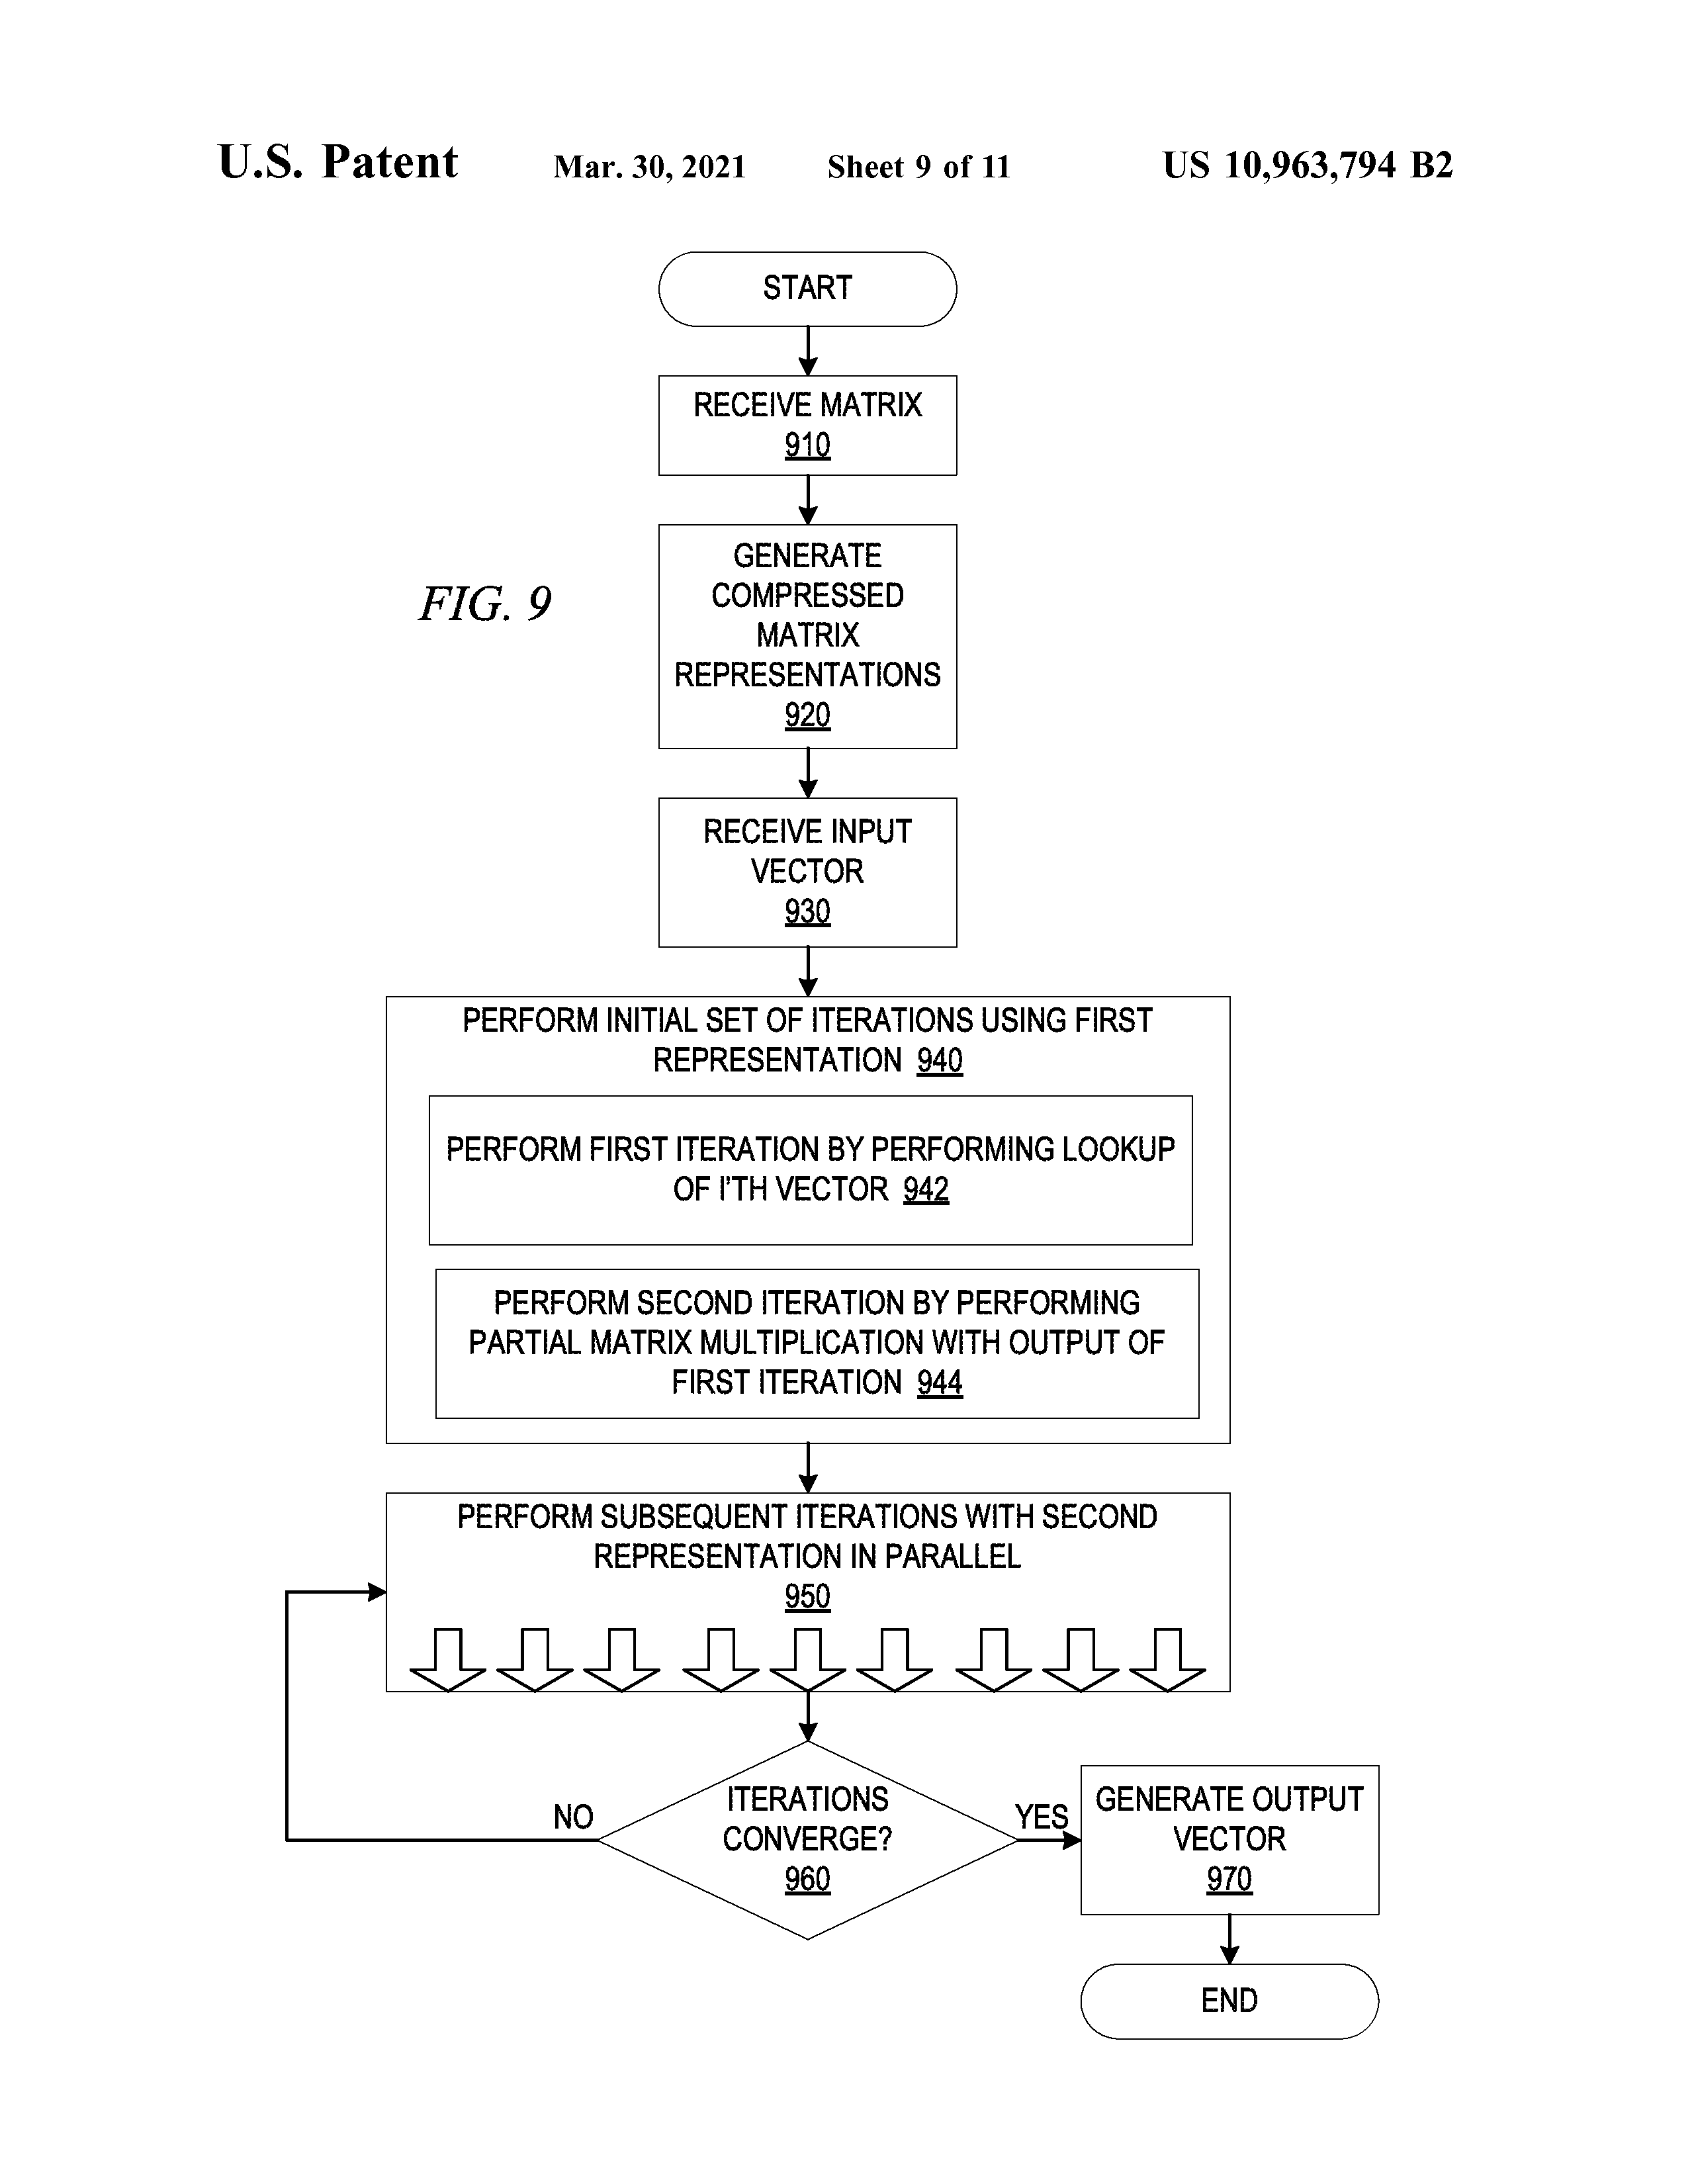 U.S. Patent Mar. 30, 2021 Sheet 9 of 11 US 10,963,794 B2
START
RECEIVE MATRIX
910
GENERATE
COMPRESSED
MATRIX
REPRESENTATIONS
920
FIG. 9
RECEIVE INPUT
VECTOR
930
PERFORM INITIAL SET OF ITERATIONS USING FIRST
REPRESENTATION 940
PERFORM FIRST ITERATION BY PERFORMING LOOKUP
OF I'TH VECTOR 942
PERFORM SECOND ITERATION BY PERFORMING
PARTIAL MATRIX MULTIPLICATION WITH OUTPUT OF
FIRST ITERATION 944
PERFORM SUBSEQUENT ITERATIONS WITH SECOND
REPRESENTATION IN PARALLEL
950
ITERATIONS
CONVERGE?
960
NO
YES
GENERATE OUTPUT
VECTOR
970
END